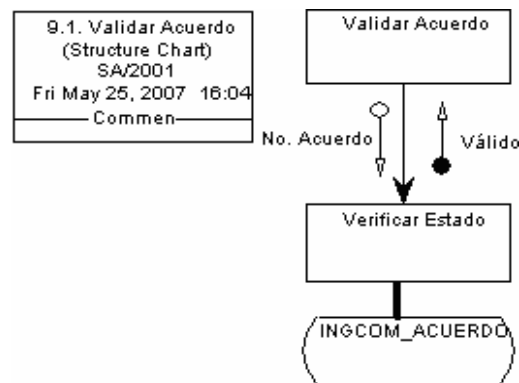 9.1. Validar Acuerdo
(Structure Chart)
SA/2001
Fri May 25, 2007 16:04
Commen
Validar Acuerdo
No. Acuerdo
Válido
Verificar Estado
INGCOM_ACUERDO